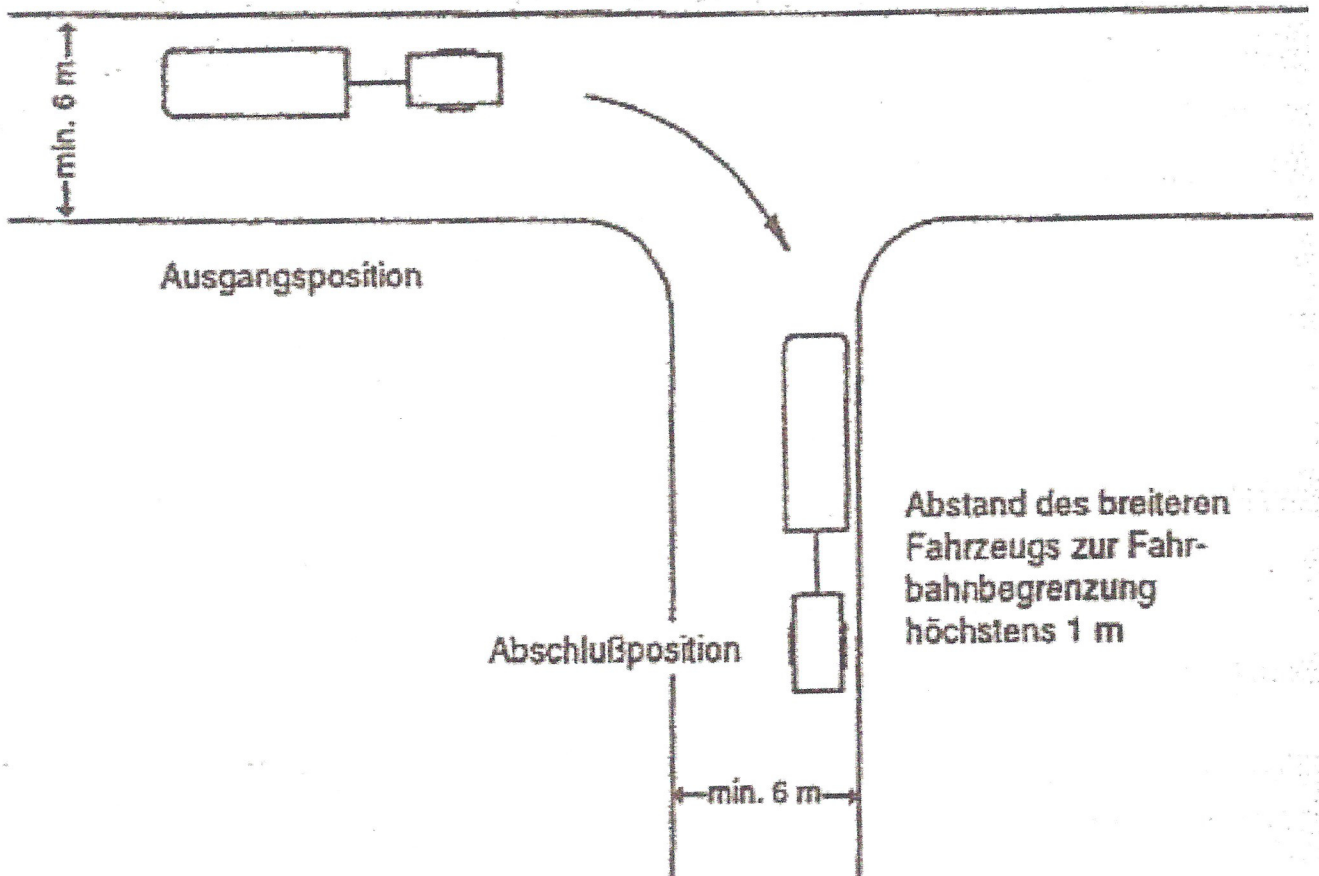 min. 6 m
Ausgangsposition
Abstand des breiteren
Fahrzeugs zur Fahr-
bahnbegrenzung
höchstens 1 m
Abschlußposition
min. 6 m